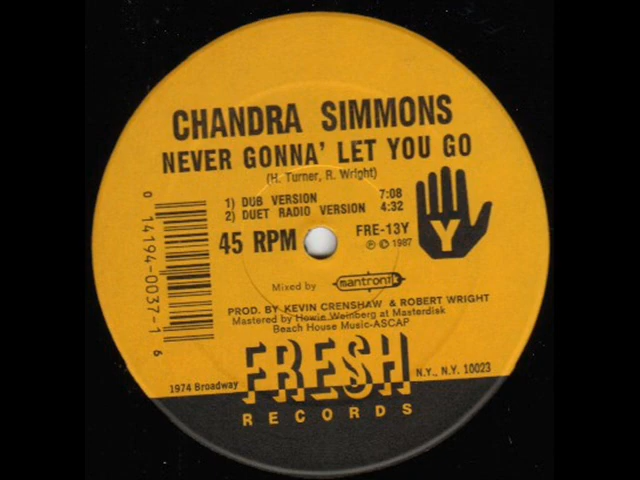 CHANDRA SIMMONS
NEVER GONNA' LET YOU GO
(H. Turner, R. Wright)
1) DUB VERSION 7:08
2) DUET RADIO VERSION 4:32
45 RPM
FRE-13Y
℗ © 1987
Y
0 14194-0037-1 6
Mixed by mantronik
PROD. BY KEVIN CRENSHAW & ROBERT WRIGHT
Mastered by Howie Weinberg at Masterdisk
Beach House Music-ASCAP
1974 Broadway FRESH N.Y., N.Y. 10023
RECORDS